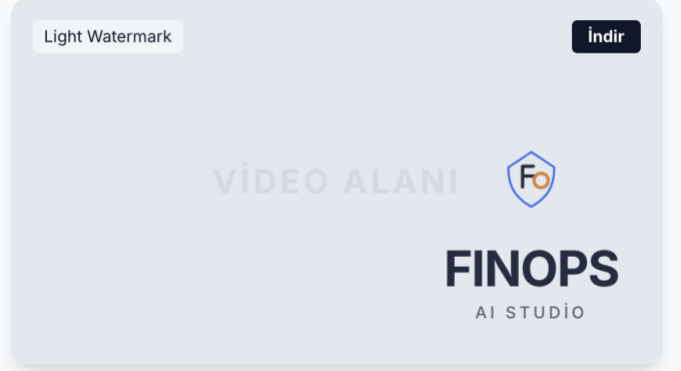 Light Watermark
İndir
VİDEO ALANI
Fo
FINOPS
AI STUDİO